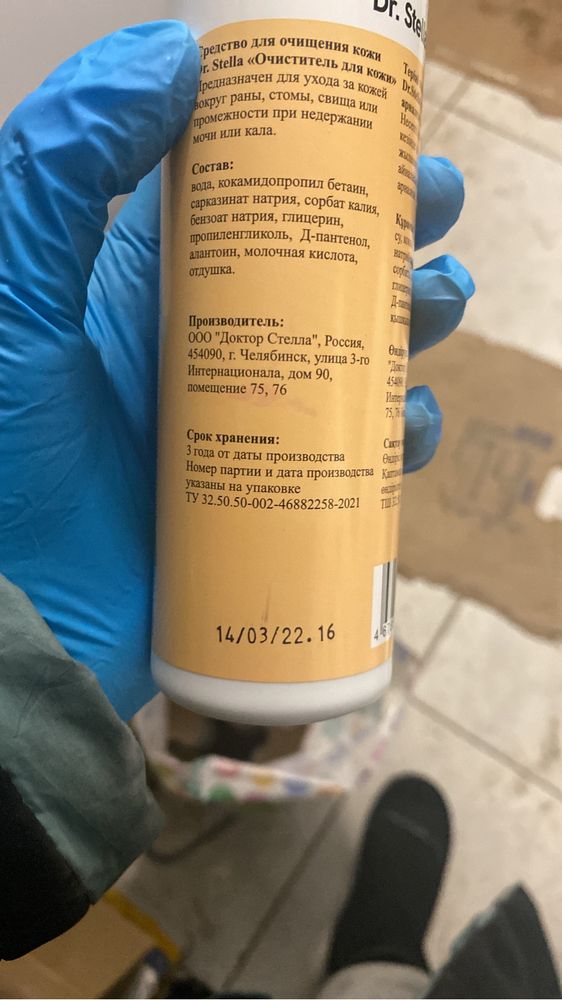 Dr. Stella
Средство для очищения кожи
Dr. Stella «Очиститель для кожи»
Предназначен для ухода за кожей
вокруг раны, стомы, свища или
промежности при недержании
мочи или кала.
Состав:
вода, кокамидопропил бетаин,
сарказинат натрия, сорбат калия,
бензоат натрия, глицерин,
пропиленгликоль, Д-пантенол,
алантоин, молочная кислота,
отдушка.
Производитель:
ООО "Доктор Стелла", Россия,
454090, г. Челябинск, улица 3-го
Интернационала, дом 90,
помещение 75, 76
Срок хранения:
3 года от даты производства
Номер партии и дата производства
указаны на упаковке
ТУ 32.50.50-002-46882258-2021
14/03/22.16